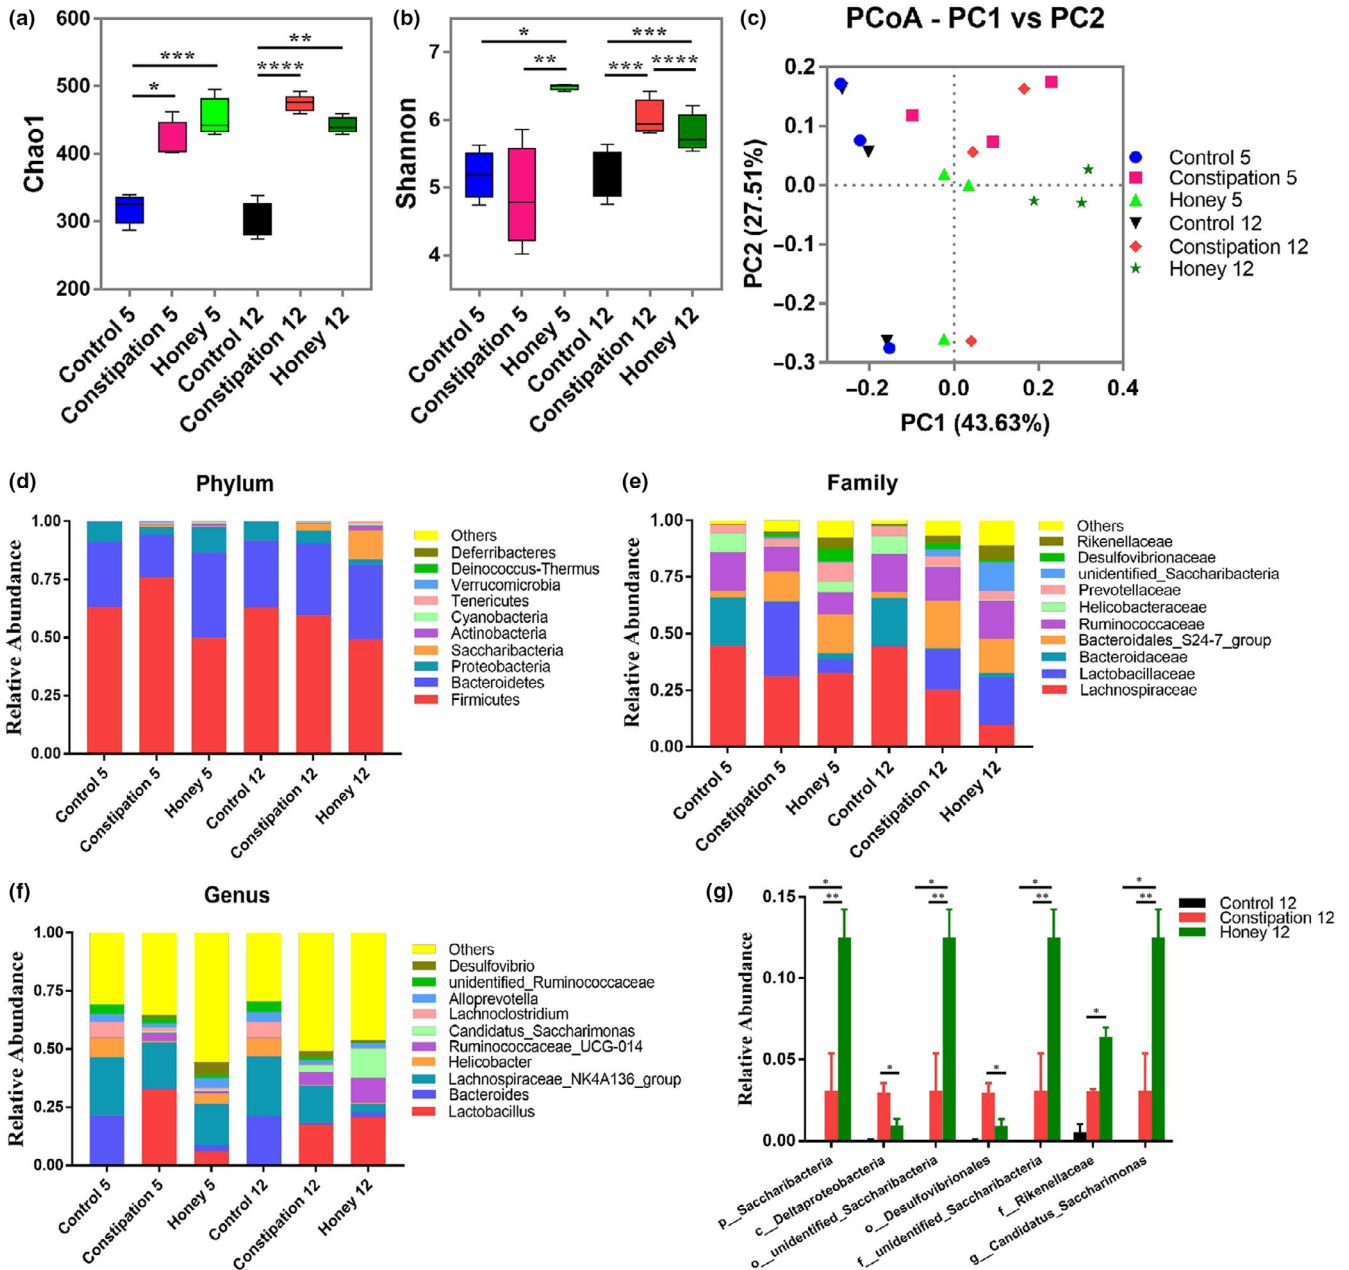 (a)
600
500
400
300
200
Chao1
***
*
**
****
Control 5
Constipation 5
Honey 5
Control 12
Constipation 12
Honey 12
(b)
7
6
5
4
Shannon
*
**
***
***
****
Control 5
Constipation 5
Honey 5
Control 12
Constipation 12
Honey 12
(c)
PCoA - PC1 vs PC2
0.2
0.1
0.0
−0.1
−0.2
−0.3
PC2 (27.51%)
−0.2
0.0
0.2
0.4
PC1 (43.63%)
Control 5
Constipation 5
Honey 5
Control 12
Constipation 12
Honey 12
(d)
Phylum
1.00
0.75
0.50
0.25
0.00
Relative Abundance
Control 5
Constipation 5
Honey 5
Control 12
Constipation 12
Honey 12
Others
Deferribacteres
Deinococcus-Thermus
Verrucomicrobia
Tenericutes
Cyanobacteria
Actinobacteria
Saccharibacteria
Proteobacteria
Bacteroidetes
Firmicutes
(e)
Family
1.00
0.75
0.50
0.25
0.00
Relative Abundance
Control 5
Constipation 5
Honey 5
Control 12
Constipation 12
Honey 12
Others
Rikenellaceae
Desulfovibrionaceae
unidentified_Saccharibacteria
Prevotellaceae
Helicobacteraceae
Ruminococcaceae
Bacteroidales_S24-7_group
Bacteroidaceae
Lactobacillaceae
Lachnospiraceae
(f)
Genus
1.00
0.75
0.50
0.25
0.00
Relative Abundance
Control 5
Constipation 5
Honey 5
Control 12
Constipation 12
Honey 12
Others
Desulfovibrio
unidentified_Ruminococcaceae
Alloprevotella
Lachnoclostridium
Candidatus_Saccharimonas
Ruminococcaceae_UCG-014
Helicobacter
Lachnospiraceae_NK4A136_group
Bacteroides
Lactobacillus
(g)
0.15
0.10
0.05
0.00
Relative Abundance
*
**
*
*
**
*
*
**
*
*
**
p__Saccharibacteria
c__Deltaproteobacteria
o__unidentified_Saccharibacteria
o__Desulfovibrionales
f__unidentified_Saccharibacteria
f__Rikenellaceae
g__Candidatus_Saccharimonas
Control 12
Constipation 12
Honey 12